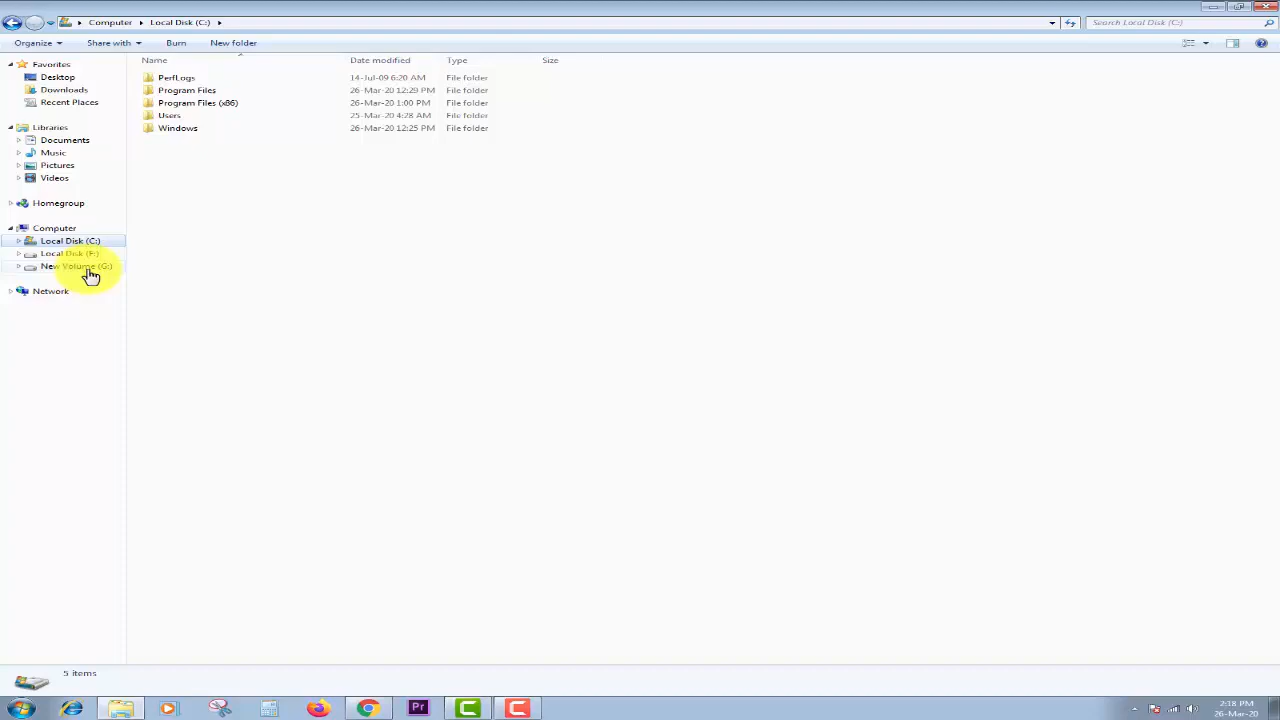 Computer Local Disk (C:) Search Local Disk (C:)
Organize Share with Burn New folder
Name Date modified Type Size
Favorites
Desktop
Downloads
Recent Places
Libraries
Documents
Music
Pictures
Videos
Homegroup
Computer
Local Disk (C:)
Local Disk (F:)
New Volume (G:)
Network
PerfLogs 14-Jul-09 6:20 AM File folder
Program Files 26-Mar-20 12:29 PM File folder
Program Files (x86) 26-Mar-20 1:00 PM File folder
Users 25-Mar-20 4:28 AM File folder
Windows 26-Mar-20 12:25 PM File folder
5 items
Pr
2:18 PM
26-Mar-20